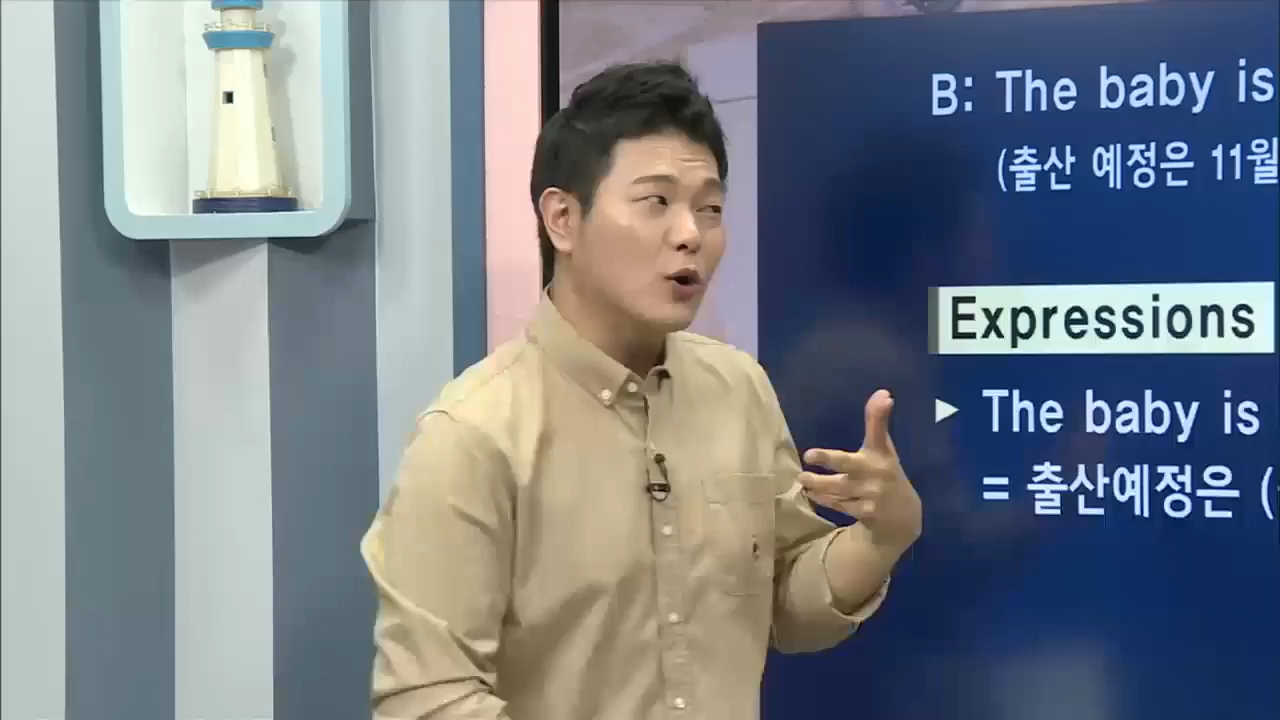 B: The baby is
(출산 예정은 11월
Expressions
▶ The baby is
= 출산예정은 (